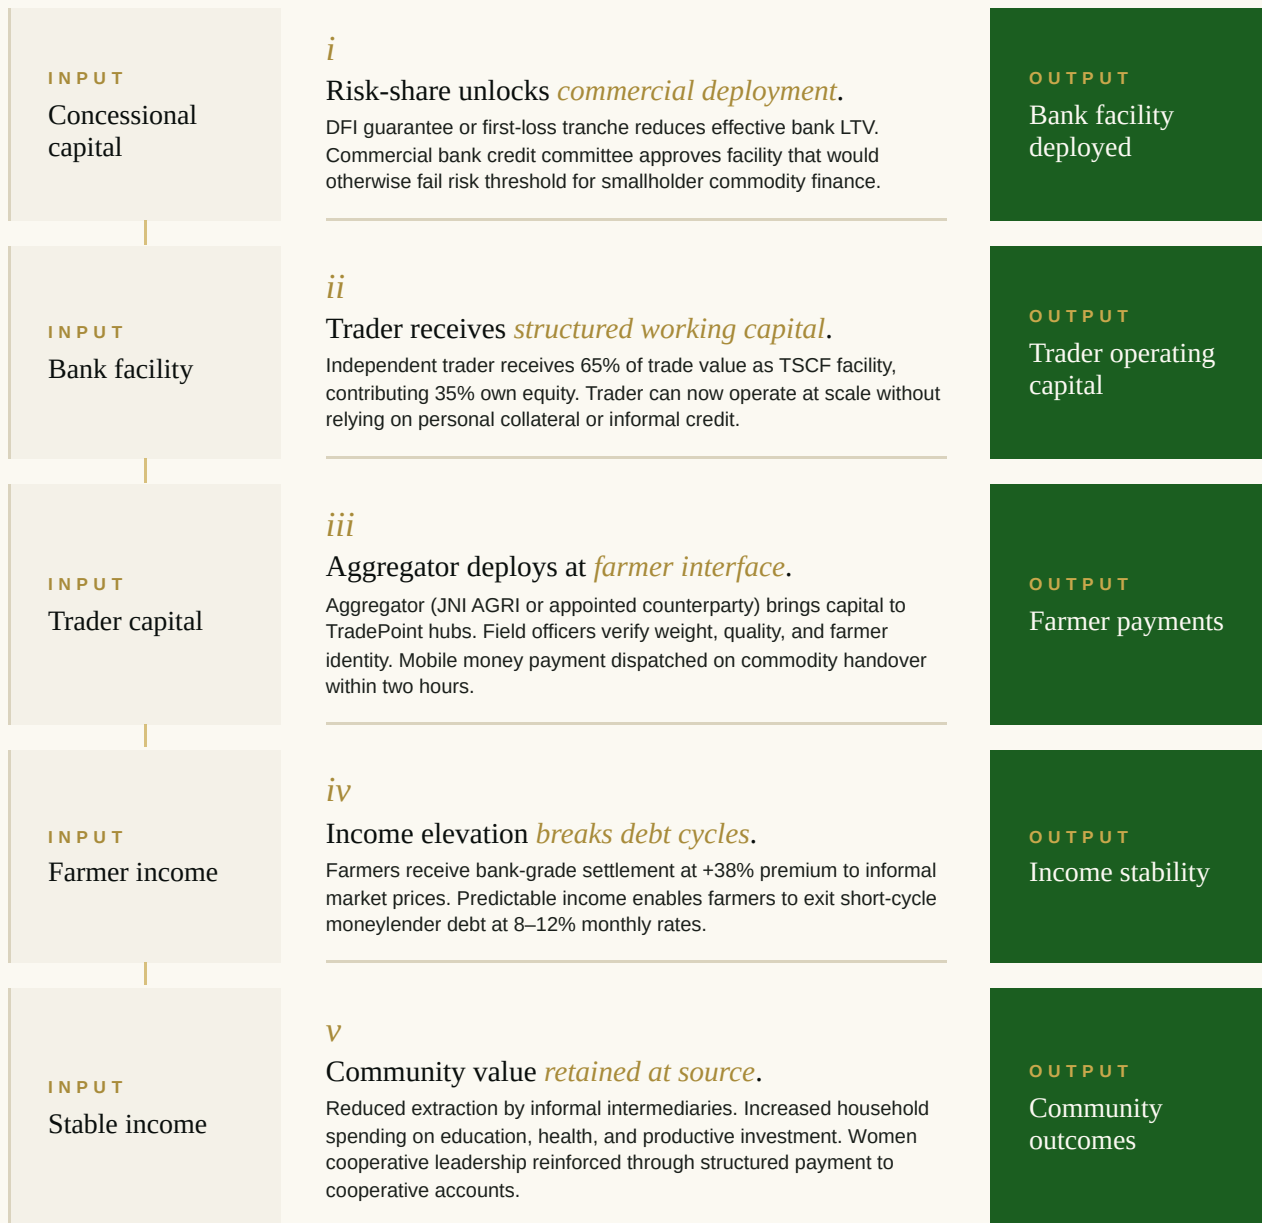 INPUT
Concessional
capital
i
Risk-share unlocks commercial deployment.
DFI guarantee or first-loss tranche reduces effective bank LTV.
Commercial bank credit committee approves facility that would
otherwise fail risk threshold for smallholder commodity finance.
OUTPUT
Bank facility
deployed
INPUT
Bank facility
ii
Trader receives structured working capital.
Independent trader receives 65% of trade value as TSCF facility,
contributing 35% own equity. Trader can now operate at scale without
relying on personal collateral or informal credit.
OUTPUT
Trader operating
capital
INPUT
Trader capital
iii
Aggregator deploys at farmer interface.
Aggregator (JNI AGRI or appointed counterparty) brings capital to
TradePoint hubs. Field officers verify weight, quality, and farmer
identity. Mobile money payment dispatched on commodity handover
within two hours.
OUTPUT
Farmer payments
INPUT
Farmer income
iv
Income elevation breaks debt cycles.
Farmers receive bank-grade settlement at +38% premium to informal
market prices. Predictable income enables farmers to exit short-cycle
moneylender debt at 8–12% monthly rates.
OUTPUT
Income stability
INPUT
Stable income
v
Community value retained at source.
Reduced extraction by informal intermediaries. Increased household
spending on education, health, and productive investment. Women
cooperative leadership reinforced through structured payment to
cooperative accounts.
OUTPUT
Community
outcomes